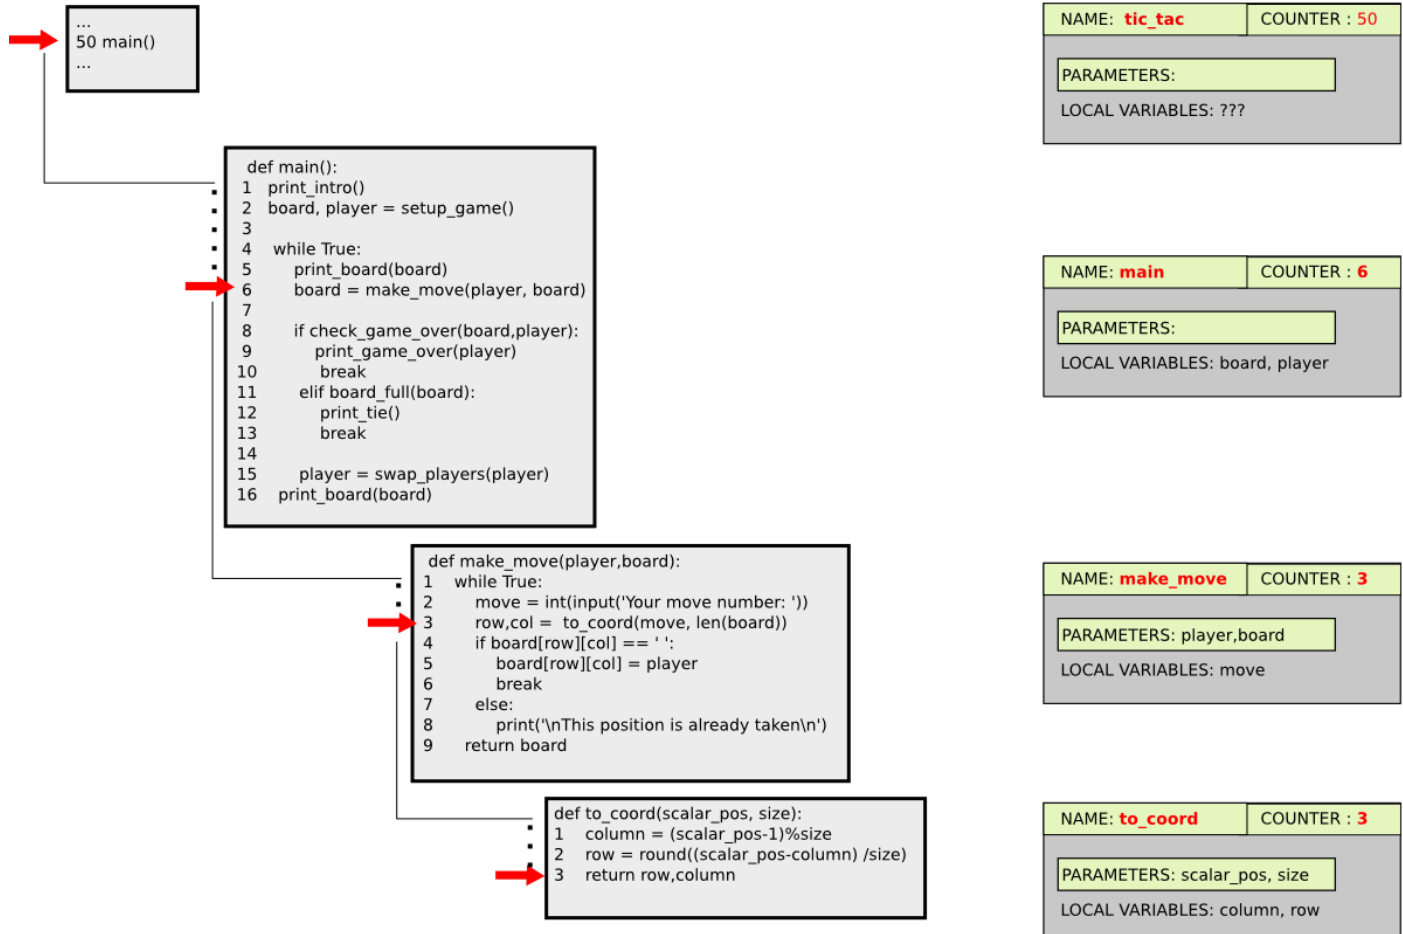 ...
50 main()
...
NAME: tic_tac COUNTER : 50
PARAMETERS:
LOCAL VARIABLES: ???
def main():
1 print_intro()
2 board, player = setup_game()
3
4 while True:
5 print_board(board)
6 board = make_move(player, board)
7
8 if check_game_over(board,player):
9 print_game_over(player)
10 break
11 elif board_full(board):
12 print_tie()
13 break
14
15 player = swap_players(player)
16 print_board(board)
NAME: main COUNTER : 6
PARAMETERS:
LOCAL VARIABLES: board, player
def make_move(player,board):
1 while True:
2 move = int(input('Your move number: '))
3 row,col = to_coord(move, len(board))
4 if board[row][col] == ' ':
5 board[row][col] = player
6 break
7 else:
8 print('\nThis position is already taken\n')
9 return board
NAME: make_move COUNTER : 3
PARAMETERS: player,board
LOCAL VARIABLES: move
def to_coord(scalar_pos, size):
1 column = (scalar_pos-1)%size
2 row = round((scalar_pos-column) /size)
3 return row,column
NAME: to_coord COUNTER : 3
PARAMETERS: scalar_pos, size
LOCAL VARIABLES: column, row